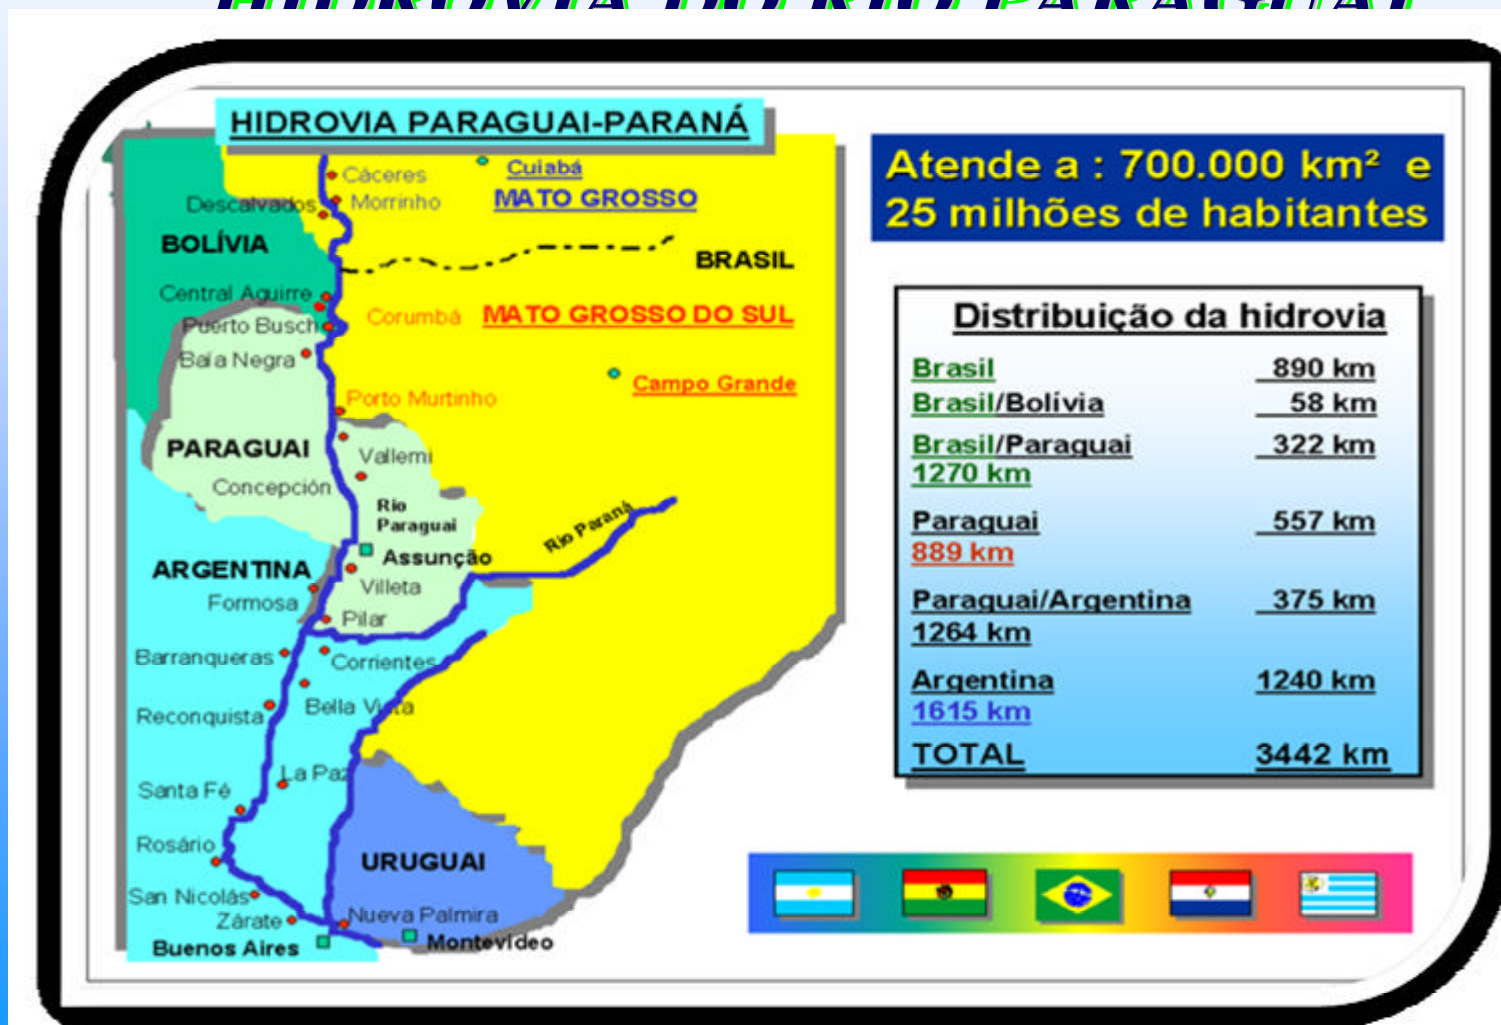 HIDROVIA DO RIO PARAGUAI
HIDROVIA PARAGUAI-PARANÁ
Cáceres
Cuiabá
Morrinho
MATO GROSSO
Descalvados
BOLÍVIA
BRASIL
Central Aguirre
Corumbá
MATO GROSSO DO SUL
Puerto Busch
Baía Negra
Campo Grande
Porto Murtinho
PARAGUAI
Vallemi
Concepción
Rio
Paraguai
Rio Paraná
Assunção
ARGENTINA
Villeta
Formosa
Pilar
Barranqueras
Corrientes
Bella Vista
Reconquista
La Paz
Santa Fé
Rosário
URUGUAI
San Nicolás
Zárate
Nueva Palmira
Buenos Aires
Montevideo
Atende a : 700.000 km² e
25 milhões de habitantes
Distribuição da hidrovia
Brasil 890 km
Brasil/Bolívia 58 km
Brasil/Paraguai 322 km
1270 km
Paraguai 557 km
889 km
Paraguai/Argentina 375 km
1264 km
Argentina 1240 km
1615 km
TOTAL 3442 km